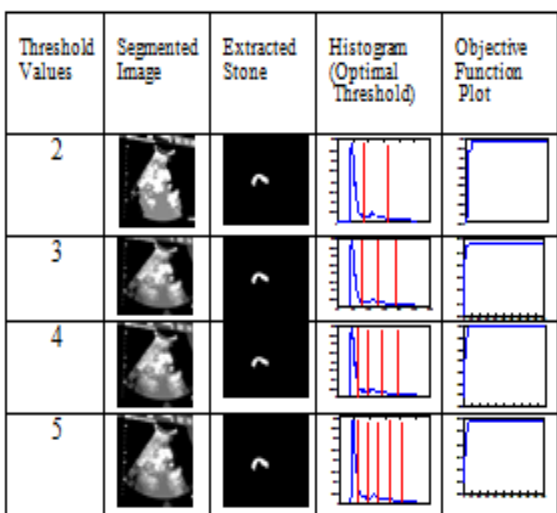 Threshold Values
Segmented Image
Extracted Stone
Histogram (Optimal Threshold)
Objective Function Plot
2
3
4
5